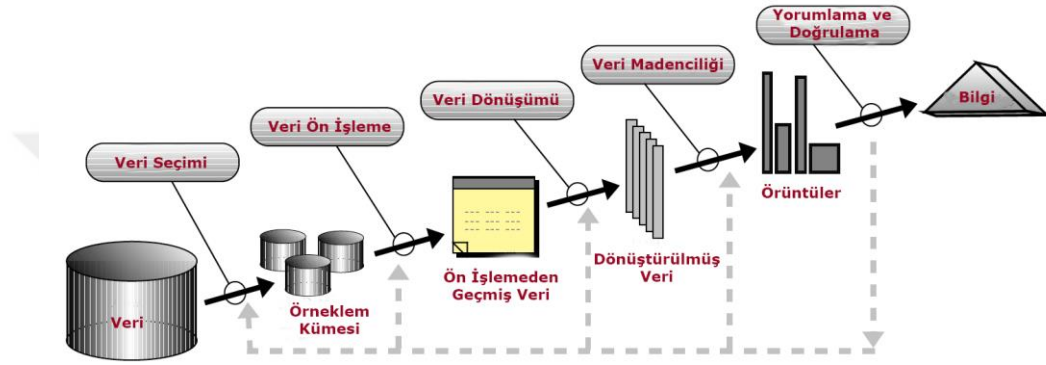 Yorumlama ve
Doğrulama
Veri Madenciliği
Bilgi
Veri Dönüşümü
Veri Ön İşleme
Veri Seçimi
Örüntüler
Dönüştürülmüş
Veri
Ön İşlemeden
Geçmiş Veri
Örneklem
Kümesi
Veri